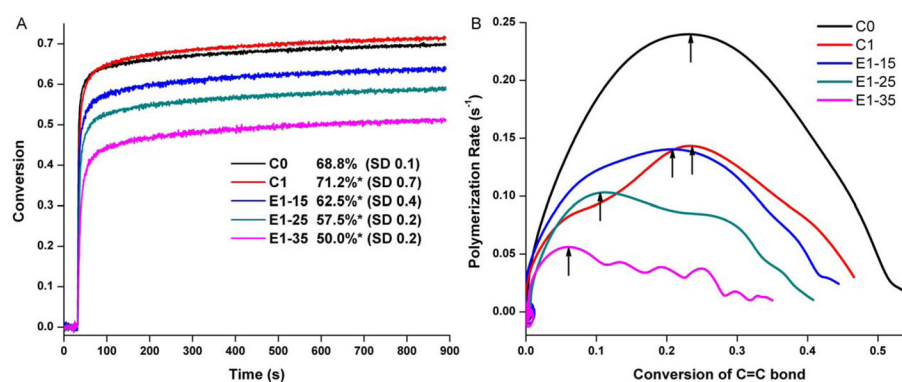 A
Conversion
0.7
0.6
0.5
0.4
0.3
0.2
0.1
0.0
C0 68.8% (SD 0.1)
C1 71.2%* (SD 0.7)
E1-15 62.5%* (SD 0.4)
E1-25 57.5%* (SD 0.2)
E1-35 50.0%* (SD 0.2)
0 100 200 300 400 500 600 700 800 900
Time (s)
B
Polymerization Rate (s⁻¹)
0.25
0.20
0.15
0.10
0.05
0.00
C0
C1
E1-15
E1-25
E1-35
0.0 0.1 0.2 0.3 0.4 0.5
Conversion of C=C bond